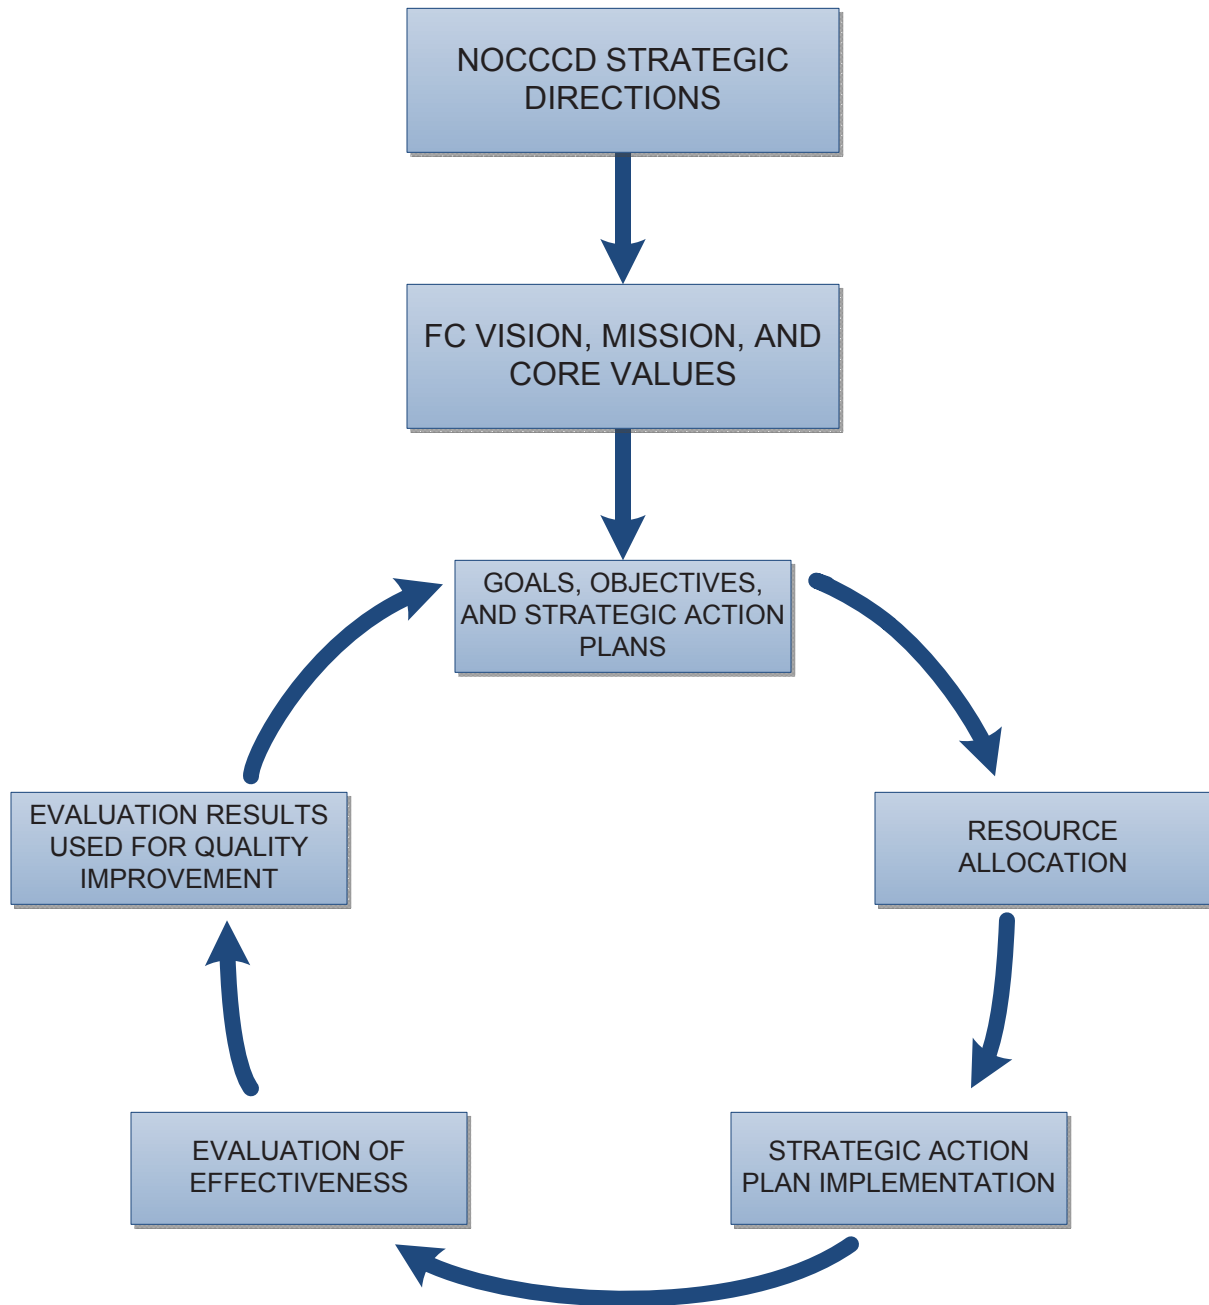 NOCCCD STRATEGIC
DIRECTIONS
FC VISION, MISSION, AND
CORE VALUES
GOALS, OBJECTIVES,
AND STRATEGIC ACTION
PLANS
RESOURCE
ALLOCATION
STRATEGIC ACTION
PLAN IMPLEMENTATION
EVALUATION OF
EFFECTIVENESS
EVALUATION RESULTS
USED FOR QUALITY
IMPROVEMENT